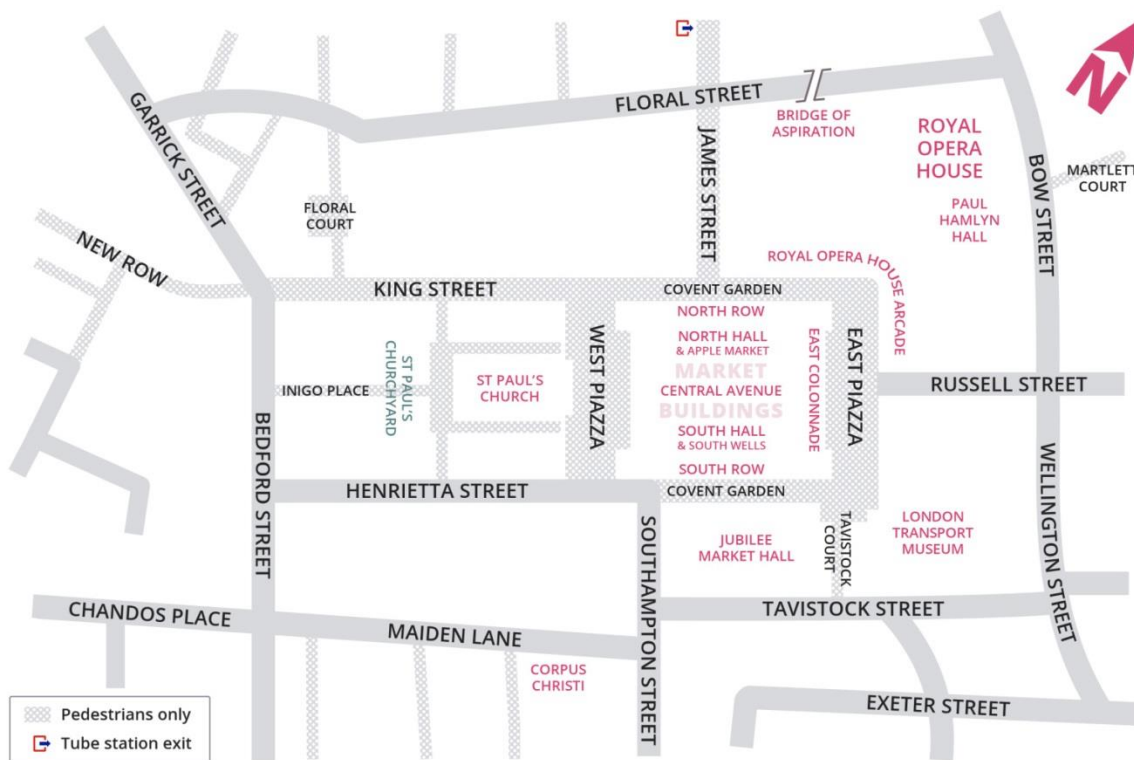 N
GARRICK STREET
FLORAL STREET
BRIDGE OF
ASPIRATION
ROYAL
OPERA
HOUSE
MARTLETT
COURT
BOW STREET
JAMES STREET
FLORAL
COURT
PAUL
HAMLYN
HALL
NEW ROW
ROYAL OPERA HOUSE ARCADE
KING STREET
COVENT GARDEN
NORTH ROW
NORTH HALL
& APPLE MARKET
MARKET
CENTRAL AVENUE
BUILDINGS
SOUTH HALL
& SOUTH WELLS
SOUTH ROW
COVENT GARDEN
WEST PIAZZA
EAST COLONNADE
EAST PIAZZA
ST PAUL'S
CHURCHYARD
INIGO PLACE
ST PAUL'S
CHURCH
RUSSELL STREET
BEDFORD STREET
HENRIETTA STREET
SOUTHAMPTON STREET
JUBILEE
MARKET HALL
TAVISTOCK
COURT
LONDON
TRANSPORT
MUSEUM
WELLINGTON STREET
CHANDOS PLACE
MAIDEN LANE
TAVISTOCK STREET
CORPUS
CHRISTI
EXETER STREET
Pedestrians only
Tube station exit